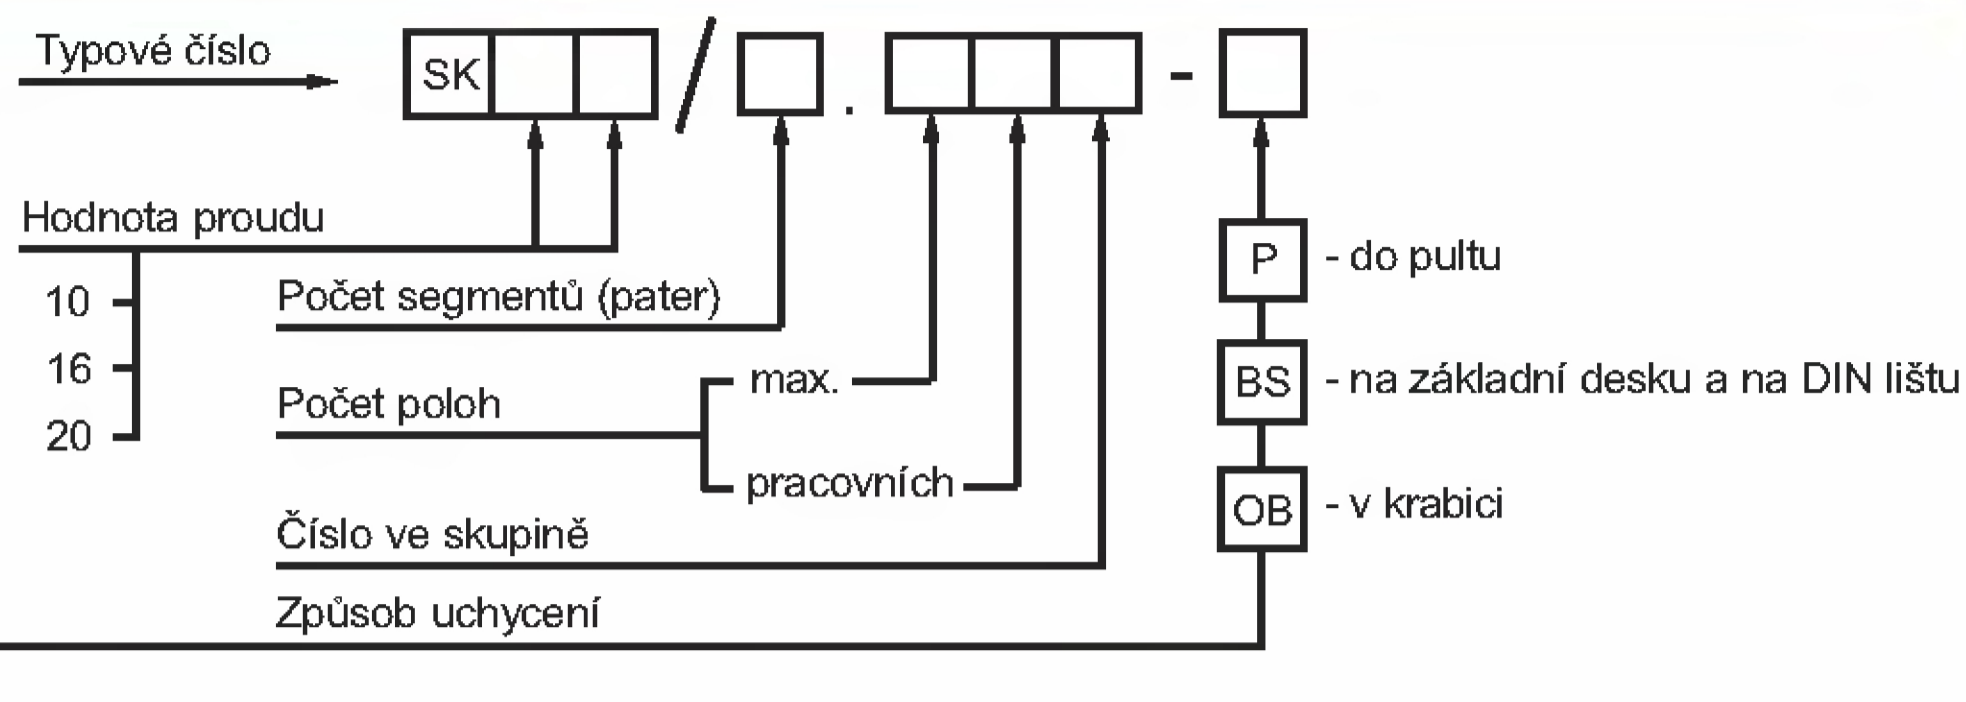 Typové číslo SK / . -
Hodnota proudu
10
16
20
Počet segmentů (pater)
Počet poloh
max.
pracovních
Číslo ve skupině
Způsob uchycení
P - do pultu
BS - na základní desku a na DIN lištu
OB - v krabici